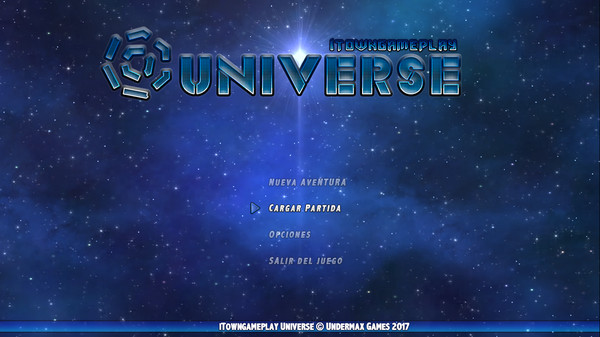 iTownGamePlay
UNIVERSE
Nueva Aventura
Cargar Partida
Opciones
Salir del juego
iTowngameplay Universe © Undermax Games 2017